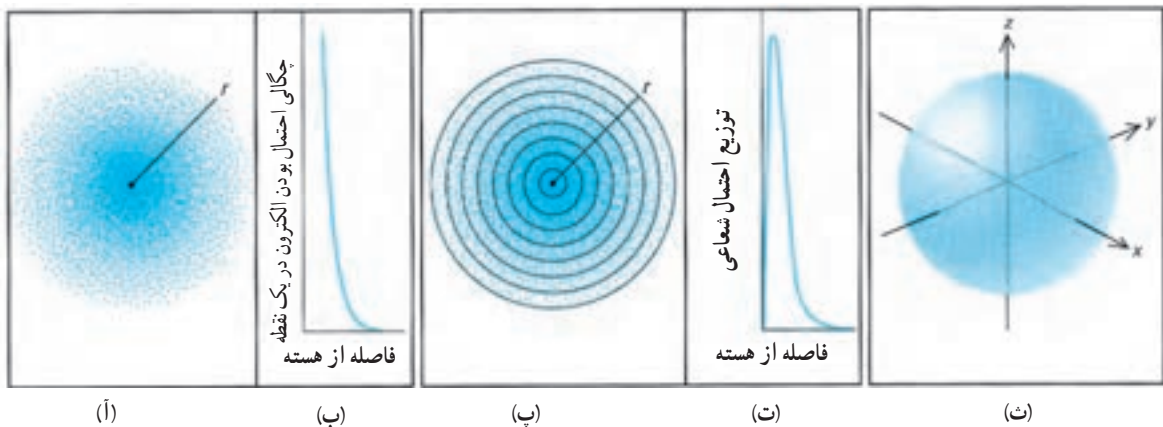 r
چگالی احتمال بودن الکترون در یک نقطه
فاصله از هسته
r
توزیع احتمال شعاعی
فاصله از هسته
z
y
x
(آ)
(ب)
(پ)
(ت)
(ث)